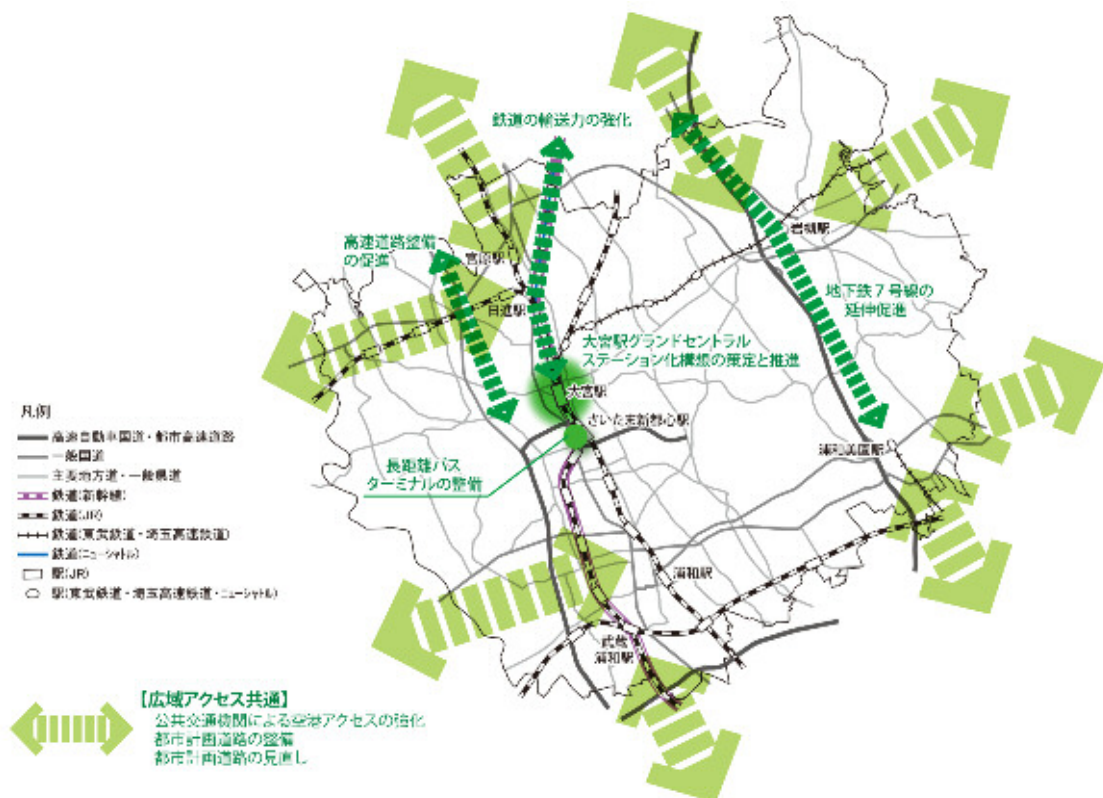 鉄道の輸送力の強化
高速道路整備
の促進
宮原駅
日進駅
岩槻駅
地下鉄7号線の
延伸促進
大宮駅グランドセントラル
ステーション化構想の策定と推進
大宮駅
さいたま新都心駅
浦和美園駅
長距離バス
ターミナルの整備
浦和駅
武蔵
浦和駅
凡例
高速自動車国道・都市高速道路
一般国道
主要地方道・一般県道
鉄道(新幹線)
鉄道(JR)
鉄道(東武鉄道・埼玉高速鉄道)
鉄道(ニューシャトル)
駅(JR)
駅(東武鉄道・埼玉高速鉄道・ニューシャトル)
【広域アクセス共通】
公共交通機関による空港アクセスの強化
都市計画道路の整備
都市計画道路の見直し